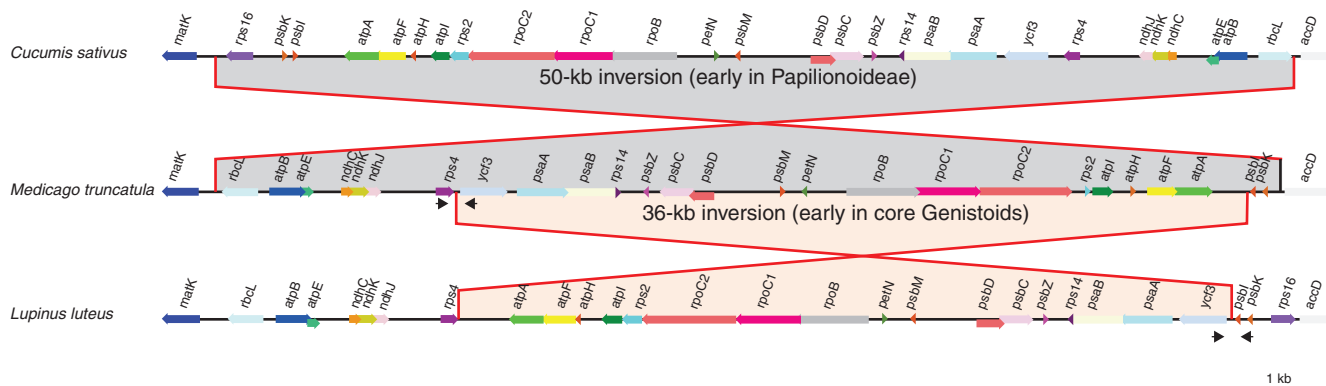 matK rps16 psbK psbI atpA atpF atpH atpI rps2 rpoC2 rpoC1 rpoB petN psbM psbD psbC psbZ rps14 psaB psaA ycf3 rps4 ndhJ ndhK ndhC atpE atpB rbcL accD
Cucumis sativus
50-kb inversion (early in Papilionoideae)
matK rbcL atpB atpE ndhC ndhK ndhJ rps4 ycf3 psaA psaB rps14 psbZ psbC psbD psbM petN rpoB rpoC1 rpoC2 rps2 atpI atpH atpF atpA psbI psbK accD
Medicago truncatula
36-kb inversion (early in core Genistoids)
matK rbcL atpB atpE ndhC ndhK ndhJ rps4 atpA atpF atpH atpI rps2 rpoC2 rpoC1 rpoB petN psbM psbD psbC psbZ rps14 psaB psaA ycf3 psbI psbK rps16 accD
Lupinus luteus
1 kb